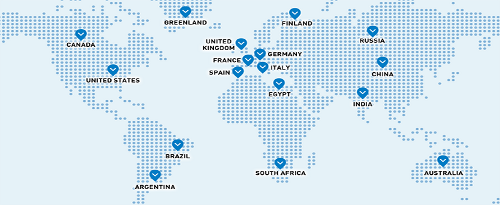 GREENLAND
FINLAND
CANADA
UNITED
KINGDOM
RUSSIA
GERMANY
FRANCE
ITALY
SPAIN
CHINA
UNITED STATES
EGYPT
INDIA
BRAZIL
SOUTH AFRICA
AUSTRALIA
ARGENTINA